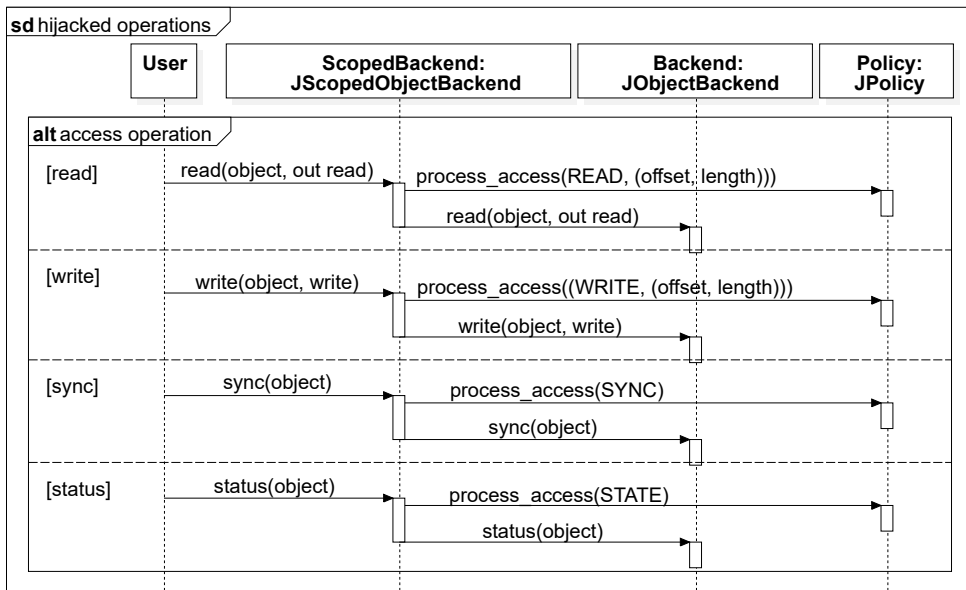 sd hijacked operations
User
ScopedBackend:
JScopedObjectBackend
Backend:
JObjectBackend
Policy:
JPolicy
alt access operation
[read]
read(object, out read)
process_access(READ, (offset, length)))
read(object, out read)
[write]
write(object, write)
process_access((WRITE, (offset, length)))
write(object, write)
[sync]
sync(object)
process_access(SYNC)
sync(object)
[status]
status(object)
process_access(STATE)
status(object)